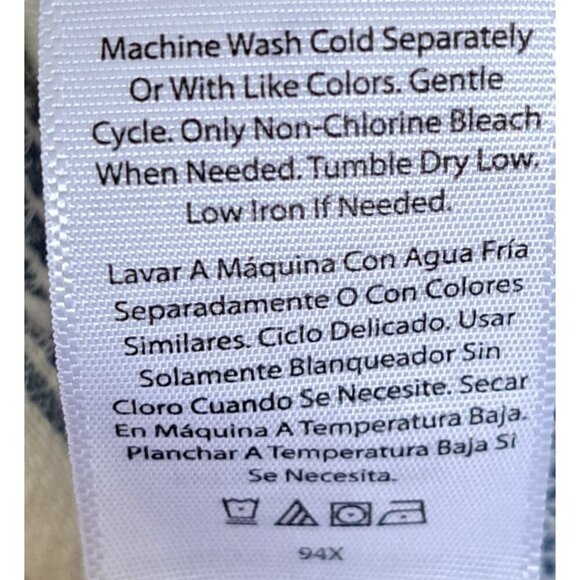 Machine Wash Cold Separately
Or With Like Colors. Gentle
Cycle. Only Non-Chlorine Bleach
When Needed. Tumble Dry Low.
Low Iron If Needed.
Lavar A Máquina Con Agua Fría
Separadamente O Con Colores
Similares. Ciclo Delicado. Usar
Solamente Blanqueador Sin
Cloro Cuando Se Necesite. Secar
En Máquina A Temperatura Baja.
Planchar A Temperatura Baja Si
Se Necesita.
94X